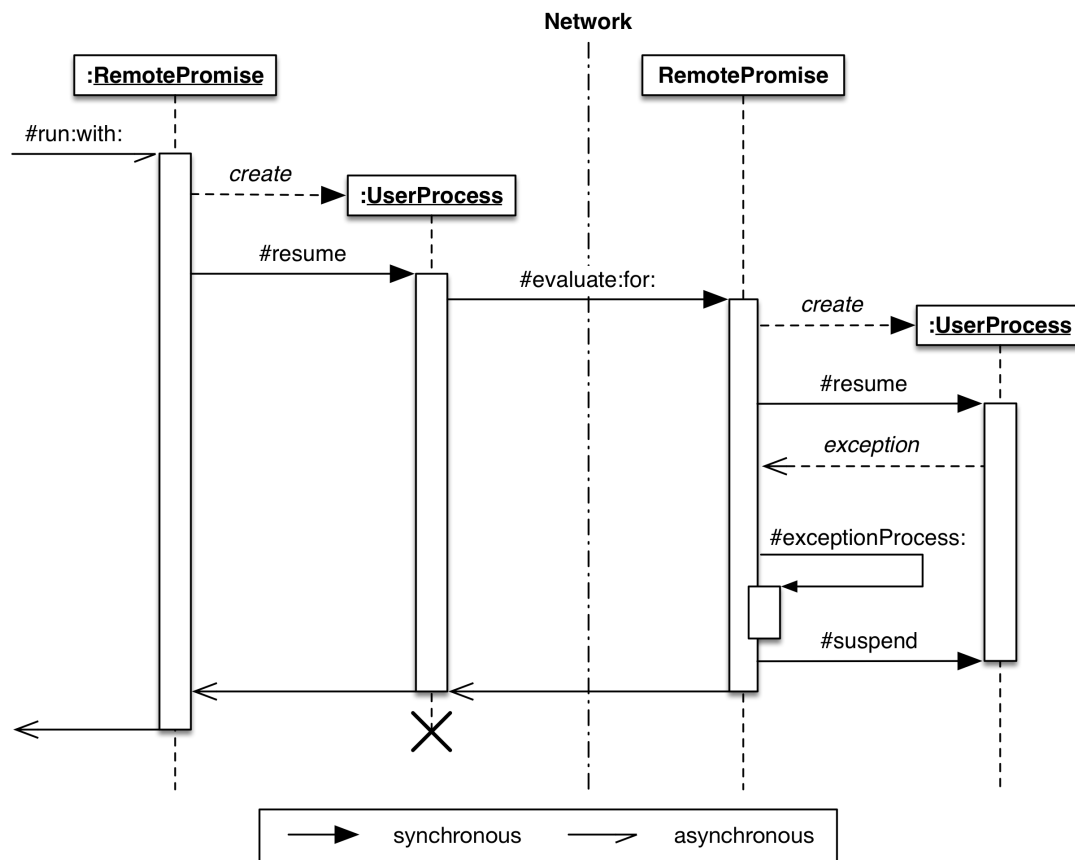 Network
:RemotePromise
RemotePromise
#run:with:
create
:UserProcess
#resume
#evaluate:for:
create
:UserProcess
#resume
exception
#exceptionProcess:
#suspend
synchronous
asynchronous